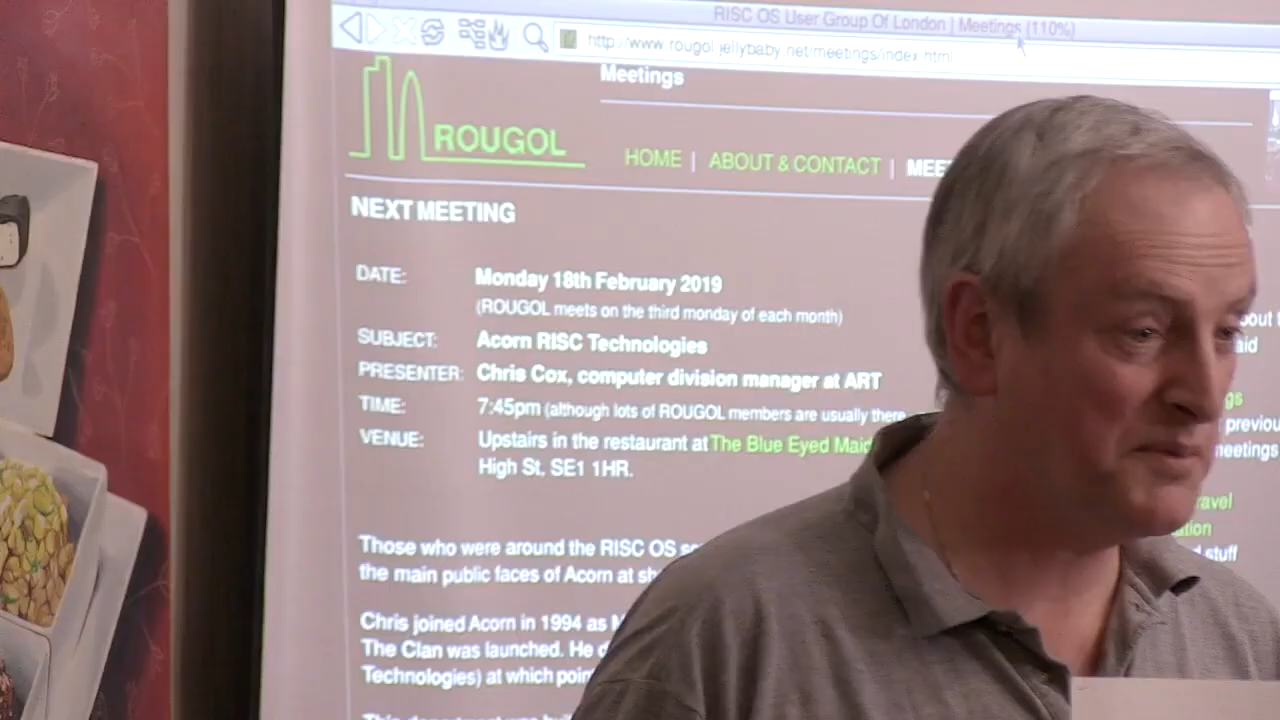 RISC OS User Group Of London | Meetings (110%)
http://www.rougol.jellybaby.net/meetings/index.html
Meetings
ROUGOL
HOME | ABOUT & CONTACT | MEE
NEXT MEETING
DATE: Monday 18th February 2019
(ROUGOL meets on the third monday of each month)
SUBJECT: Acorn RISC Technologies
PRESENTER: Chris Cox, computer division manager at ART
TIME: 7:45pm (although lots of ROUGOL members are usually there
VENUE: Upstairs in the restaurant at The Blue Eyed Maid
High St, SE1 1HR.
Those who were around the RISC OS
the main public faces of Acorn at
Chris joined Acorn in 1994 as
The Clan was launched. He
Technologies) at which
out
aid
gs
previou
meetings
ravel
ation
d stuff